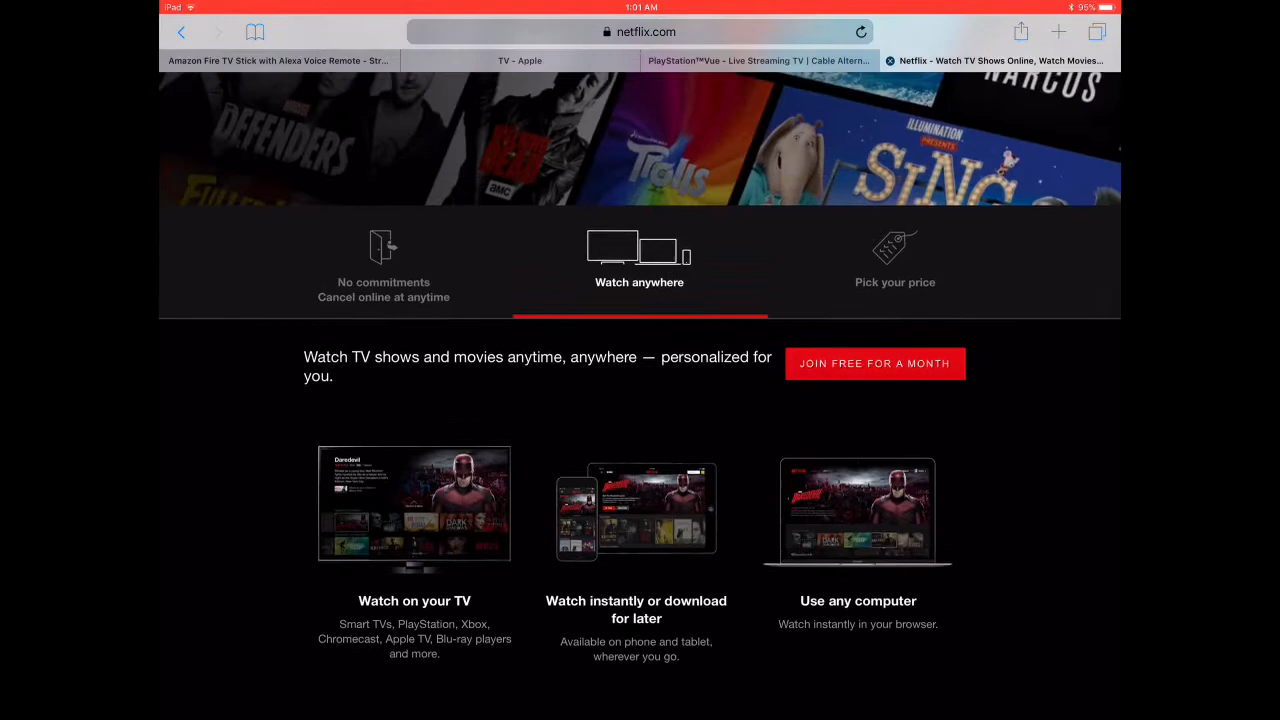 iPad
1:01 AM
95%
netflix.com
Amazon Fire TV Stick with Alexa Voice Remote - Str...
TV - Apple
PlayStation™Vue - Live Streaming TV | Cable Altern...
Netflix - Watch TV Shows Online, Watch Movies...
NARCOS
MARVEL
DEFENDERS
FULLER
DEAD
amc
DREAMWORKS
Trolls
ILLUMINATION
PRESENTS
SING
No commitments
Cancel online at anytime
Watch anywhere
Pick your price
Watch TV shows and movies anytime, anywhere — personalized for
you.
JOIN FREE FOR A MONTH
Daredevil
DARK
Watch on your TV
Smart TVs, PlayStation, Xbox,
Chromecast, Apple TV, Blu-ray players
and more.
Watch instantly or download
for later
Available on phone and tablet,
wherever you go.
Use any computer
Watch instantly in your browser.